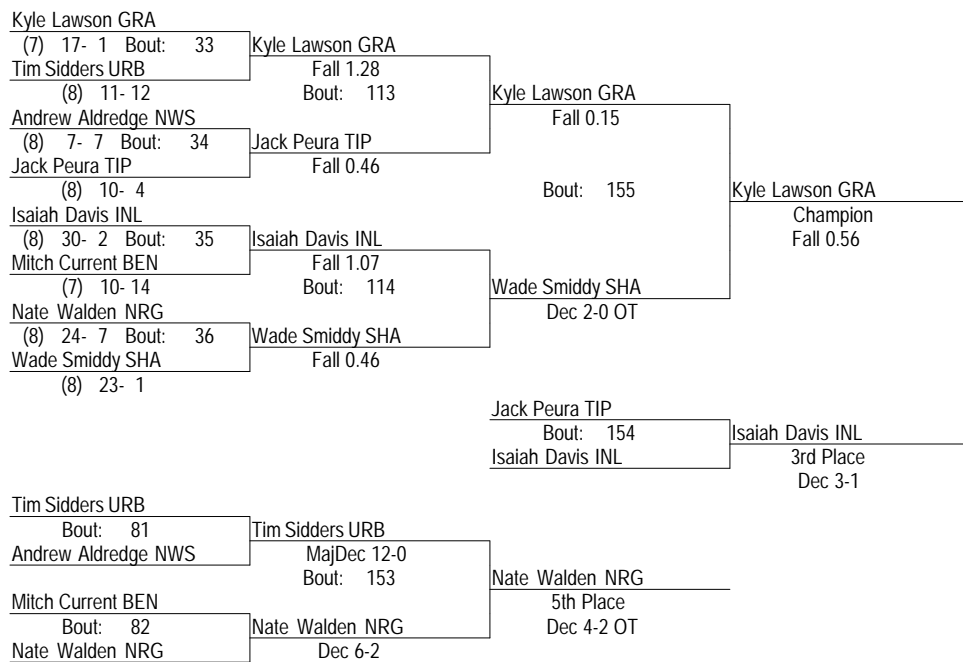 Kyle Lawson GRA
(7) 17- 1 Bout: 33
Tim Sidders URB
(8) 11- 12
Andrew Aldredge NWS
(8) 7- 7 Bout: 34
Jack Peura TIP
(8) 10- 4
Isaiah Davis INL
(8) 30- 2 Bout: 35
Mitch Current BEN
(7) 10- 14
Nate Walden NRG
(8) 24- 7 Bout: 36
Wade Smiddy SHA
(8) 23- 1
Kyle Lawson GRA
Fall 1.28
Bout: 113
Jack Peura TIP
Fall 0.46
Isaiah Davis INL
Fall 1.07
Bout: 114
Wade Smiddy SHA
Fall 0.46
Kyle Lawson GRA
Fall 0.15
Bout: 155
Wade Smiddy SHA
Dec 2-0 OT
Kyle Lawson GRA
Champion
Fall 0.56
Jack Peura TIP
Bout: 154
Isaiah Davis INL
Isaiah Davis INL
3rd Place
Dec 3-1
Tim Sidders URB
Bout: 81
Andrew Aldredge NWS
Mitch Current BEN
Bout: 82
Nate Walden NRG
Tim Sidders URB
MajDec 12-0
Bout: 153
Nate Walden NRG
Dec 6-2
Nate Walden NRG
5th Place
Dec 4-2 OT